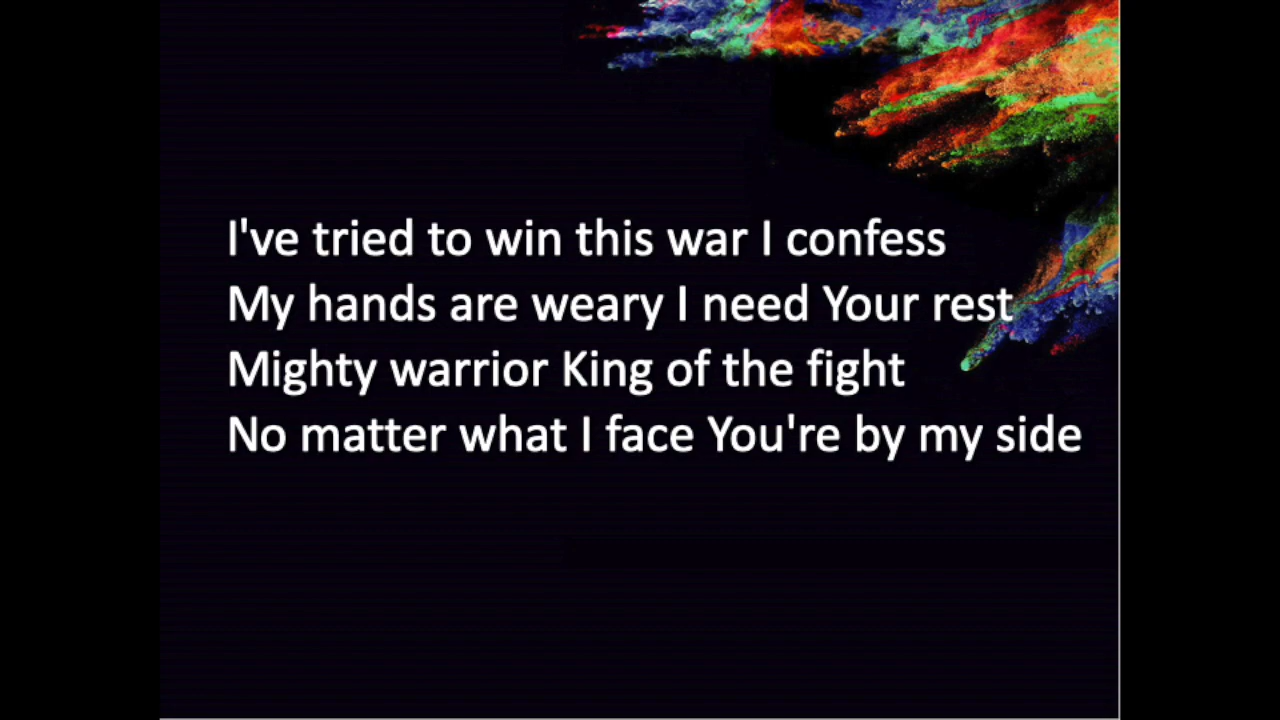 I've tried to win this war I confess
My hands are weary I need Your rest
Mighty warrior King of the fight
No matter what I face You're by my side